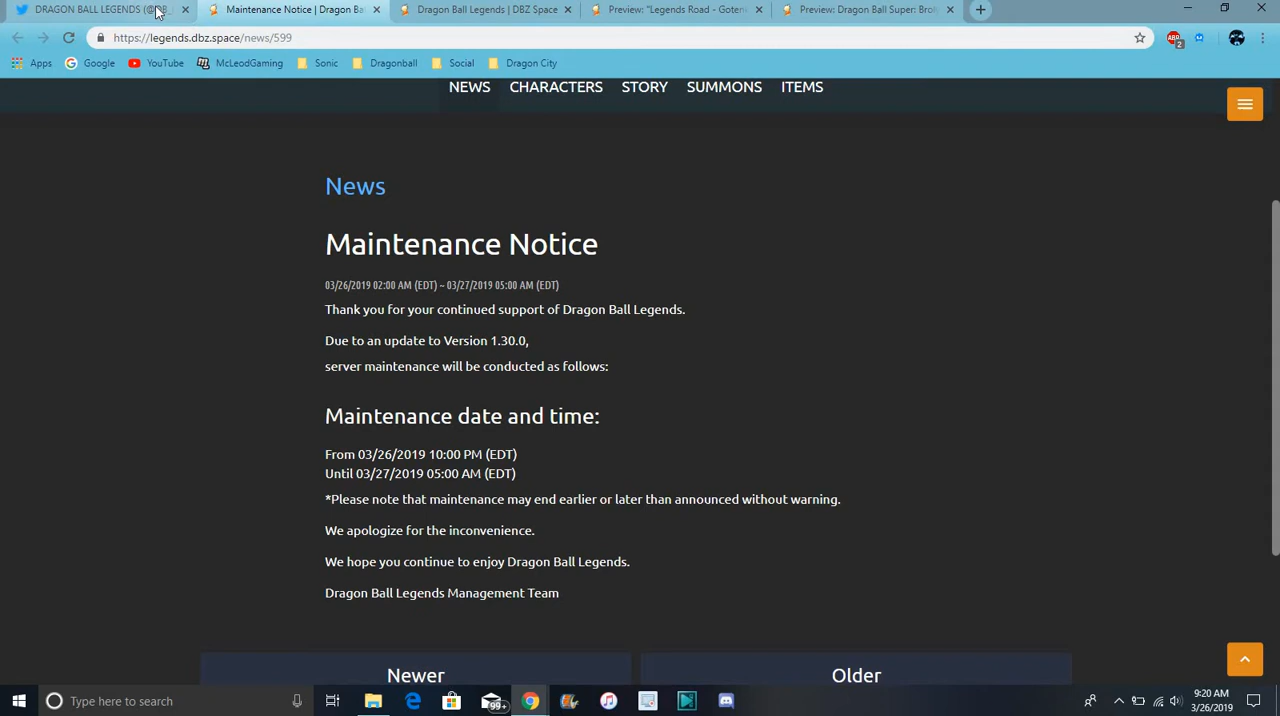 DRAGON BALL LEGENDS (@DB_
Maintenance Notice | Dragon Ba
Dragon Ball Legends | DBZ Space
Preview: "Legends Road - Goten
Preview: Dragon Ball Super: Brol
https://legends.dbz.space/news/599
ABP
2
Apps
Google
YouTube
McLeodGaming
Sonic
Dragonball
Social
Dragon City
NEWS
CHARACTERS
STORY
SUMMONS
ITEMS
News
Maintenance Notice
03/26/2019 02:00 AM (EDT) ~ 03/27/2019 05:00 AM (EDT)
Thank you for your continued support of Dragon Ball Legends.
Due to an update to Version 1.30.0,
server maintenance will be conducted as follows:
Maintenance date and time:
From 03/26/2019 10:00 PM (EDT)
Until 03/27/2019 05:00 AM (EDT)
*Please note that maintenance may end earlier or later than announced without warning.
We apologize for the inconvenience.
We hope you continue to enjoy Dragon Ball Legends.
Dragon Ball Legends Management Team
Newer
Older
Type here to search
99+
9:20 AM
3/26/2019